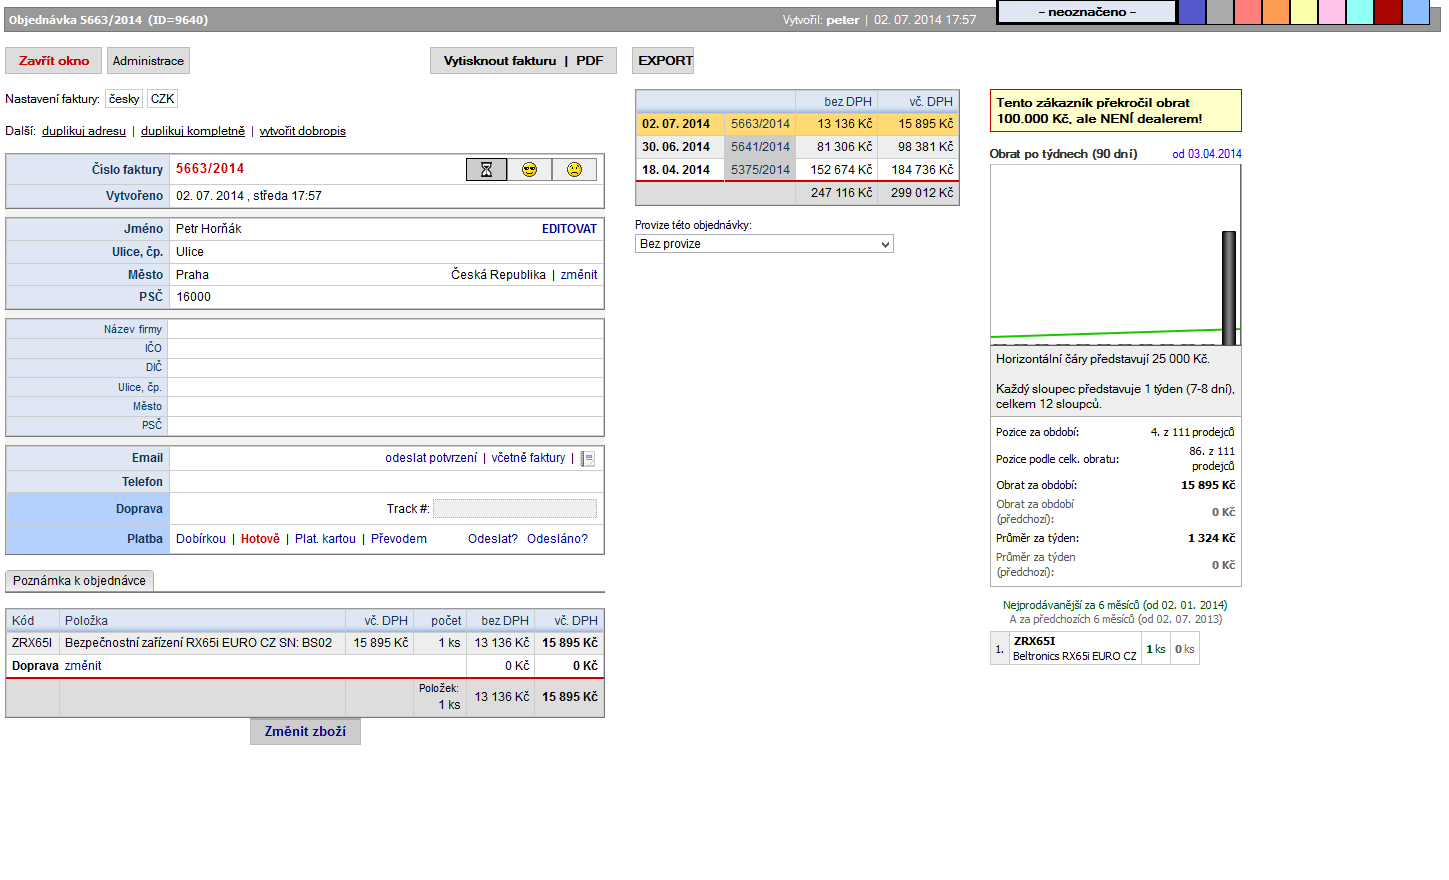 Objednávka 5663/2014 (ID=9640)
Vytvořil: peter | 02. 07. 2014 17:57
- neoznačeno -
Zavřít okno
Administrace
Vytisknout fakturu | PDF
EXPORT
Nastavení faktury: česky CZK
Další: duplikuj adresu | duplikuj kompletně | vytvořit dobropis
Číslo faktury 5663/2014
Vytvořeno 02. 07. 2014 , středa 17:57
Jméno Petr Horňák EDITOVAT
Ulice, čp. Ulice
Město Praha Česká Republika | změnit
PSČ 16000
Název firmy
IČO
DIČ
Ulice, čp.
Město
PSČ
Email odeslat potvrzení | včetně faktury |
Telefon
Doprava Track #:
Platba Dobírkou | Hotově | Plat. kartou | Převodem Odeslat? Odesláno?
Poznámka k objednávce
Kód Položka vč. DPH počet bez DPH vč. DPH
ZRX65I Bezpečnostní zařízení RX65i EURO CZ SN: BS02 15 895 Kč 1 ks 13 136 Kč 15 895 Kč
Doprava změnit 0 Kč 0 Kč
Položek:
1 ks 13 136 Kč 15 895 Kč
Změnit zboží
bez DPH vč. DPH
02. 07. 2014 5663/2014 13 136 Kč 15 895 Kč
30. 06. 2014 5641/2014 81 306 Kč 98 381 Kč
18. 04. 2014 5375/2014 152 674 Kč 184 736 Kč
247 116 Kč 299 012 Kč
Provize této objednávky:
Bez provize
Tento zákazník překročil obrat
100.000 Kč, ale NENÍ dealerem!
Obrat po týdnech (90 dní) od 03.04.2014
Horizontální čáry představují 25 000 Kč.
Každý sloupec představuje 1 týden (7-8 dní),
celkem 12 sloupců.
Pozice za období: 4. z 111 prodejců
Pozice podle celk. obratu: 86. z 111
prodejců
Obrat za období: 15 895 Kč
Obrat za období
(předchozí): 0 Kč
Průměr za týden: 1 324 Kč
Průměr za týden
(předchozí): 0 Kč
Nejprodávanější za 6 měsíců (od 02. 01. 2014)
A za předchozích 6 měsíců (od 02. 07. 2013)
1. ZRX65I
Beltronics RX65i EURO CZ 1 ks 0 ks